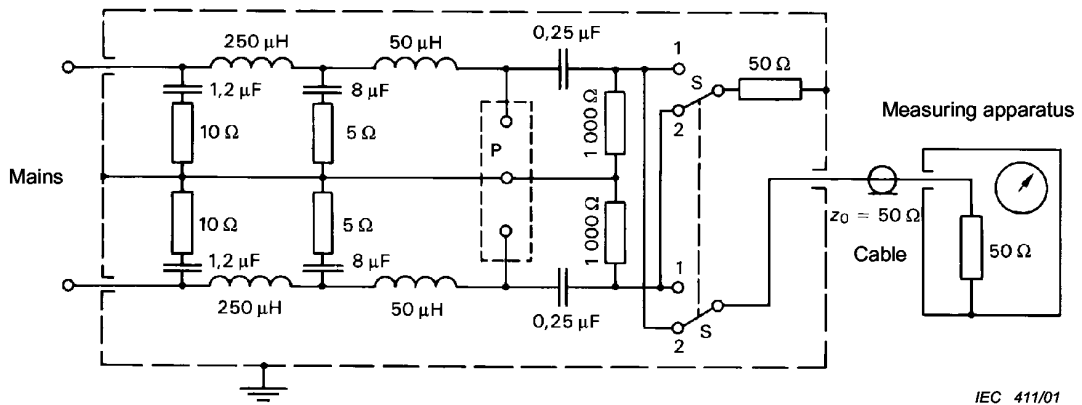 250 μH
50 μH
0,25 μF
1
S
50 Ω
1,2 μF
8 μF
2
10 Ω
5 Ω
P
1 000 Ω
Measuring apparatus
Mains
z0 = 50 Ω
Cable
50 Ω
10 Ω
5 Ω
1 000 Ω
1,2 μF
8 μF
1
250 μH
50 μH
0,25 μF
2
S
IEC 411/01